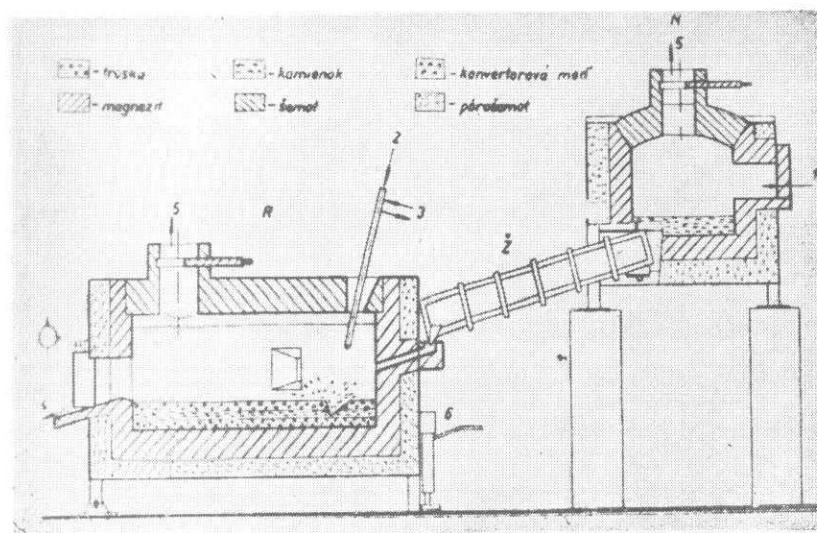 - troska - kamienok - konvertorová meď
- magnezit - šamot - pórošamot
N
5
2
3
5
R
Ž
6